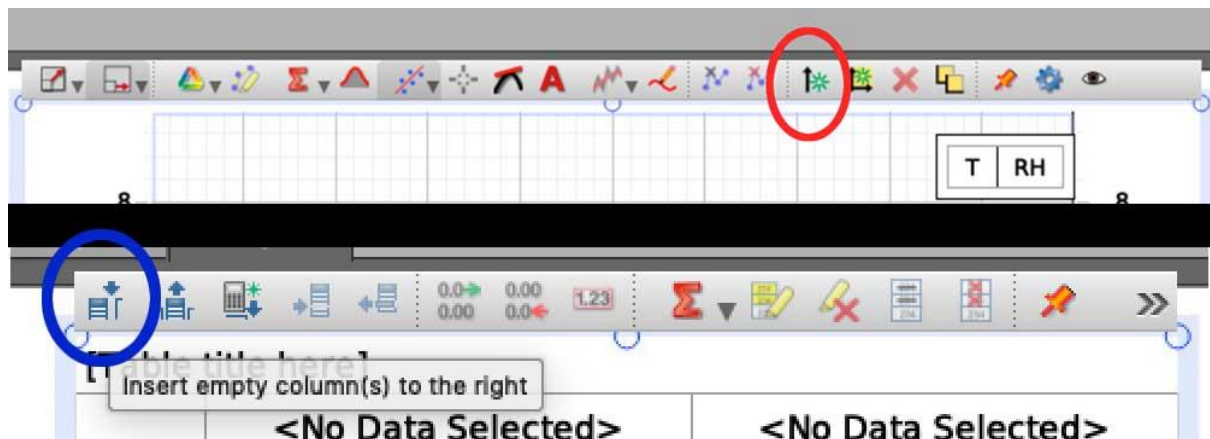 A
T RH
8 8
0.0 0.00 1.23
0.00 0.0
[Table title here]
Insert empty column(s) to the right
<No Data Selected> <No Data Selected>